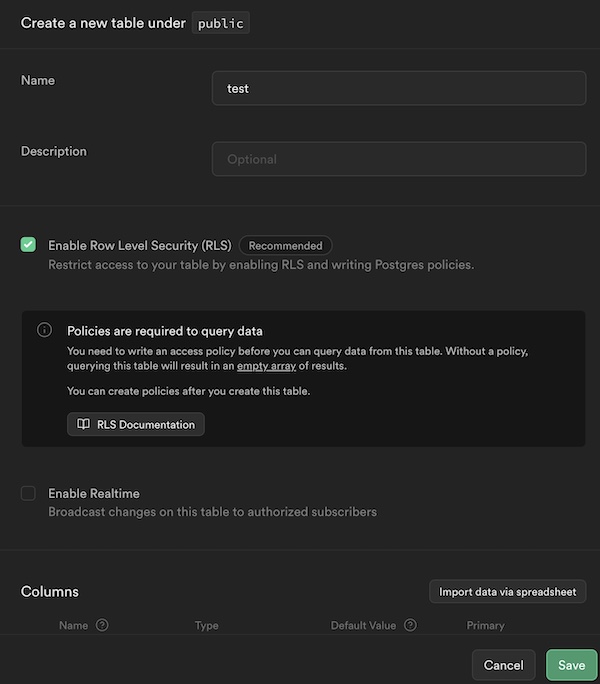 Create a new table under public
Name
test
Description
Optional
Enable Row Level Security (RLS) Recommended
Restrict access to your table by enabling RLS and writing Postgres policies.
Policies are required to query data
You need to write an access policy before you can query data from this table. Without a policy,
querying this table will result in an empty array of results.
You can create policies after you create this table.
RLS Documentation
Enable Realtime
Broadcast changes on this table to authorized subscribers
Columns
Import data via spreadsheet
Name ? Type Default Value ? Primary
Cancel Save